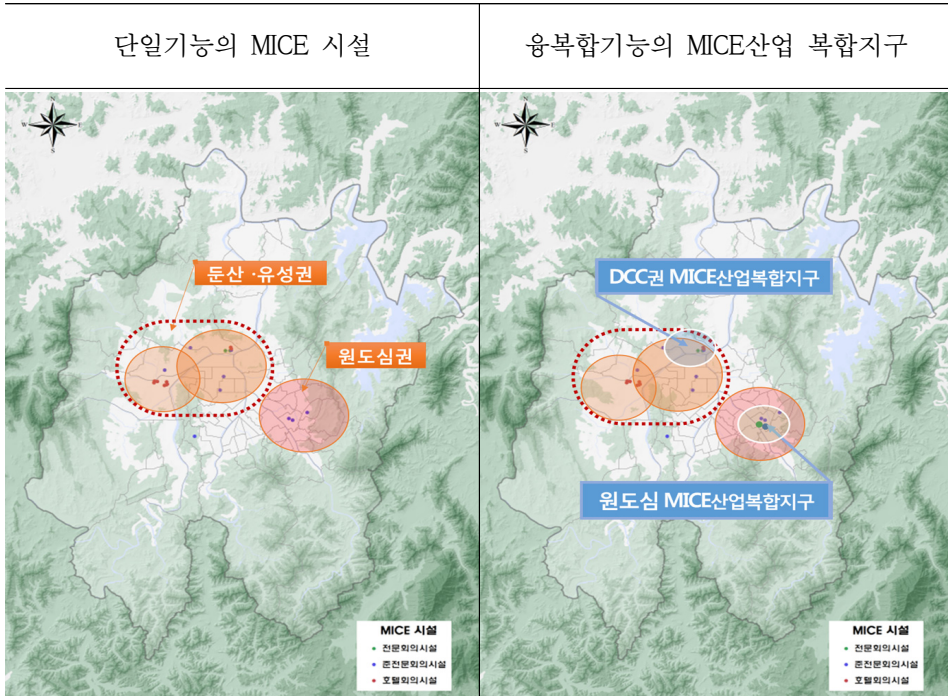 단일기능의 MICE 시설
융복합기능의 MICE산업 복합지구
N
W
E
S
둔산 ·유성권
원도심권
MICE 시설
전문회의시설
준전문회의시설
호텔회의시설
N
W
E
S
DCC권 MICE산업복합지구
원도심 MICE산업복합지구
MICE 시설
전문회의시설
준전문회의시설
호텔회의시설